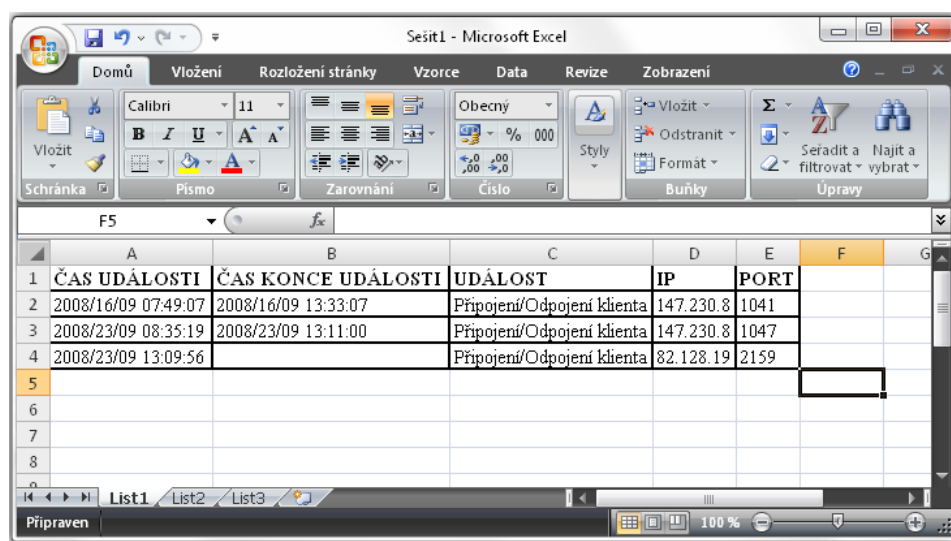 Sešit1 - Microsoft Excel
Domů Vložení Rozložení stránky Vzorce Data Revize Zobrazení
Vložit
Schránka
Calibri 11
B I U A A
A
Písmo
Zarovnání
Obecný
% 000
,0 ,00
,00 ,0
Číslo
A
Styly
Vložit
Odstranit
Formát
Buňky
Σ
A
Z
Seřadit a filtrovat
Najít a vybrat
Úpravy
F5 fx
A B C D E F G
1 ČAS UDÁLOSTI ČAS KONCE UDÁLOSTI UDÁLOST IP PORT
2 2008/16/09 07:49:07 2008/16/09 13:33:07 Připojení/Odpojení klienta 147.230.8 1041
3 2008/23/09 08:35:19 2008/23/09 13:11:00 Připojení/Odpojení klienta 147.230.8 1047
4 2008/23/09 13:09:56 Připojení/Odpojení klienta 82.128.19 2159
5
6
7
8
List1 List2 List3
Připraven 100 %